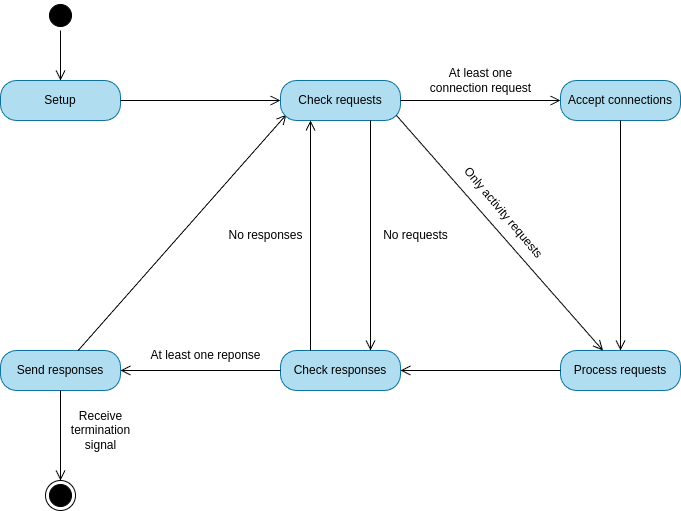 At least one
connection request
Setup
Check requests
Accept connections
Only activity requests
No responses
No requests
At least one reponse
Send responses
Check responses
Process requests
Receive
termination
signal